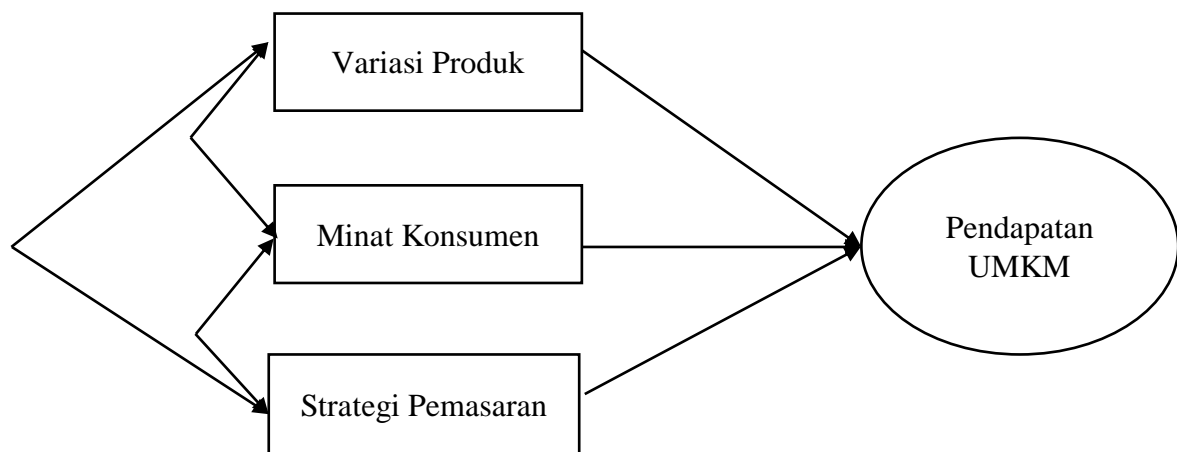 Variasi Produk
Minat Konsumen
Strategi Pemasaran
Pendapatan
UMKM